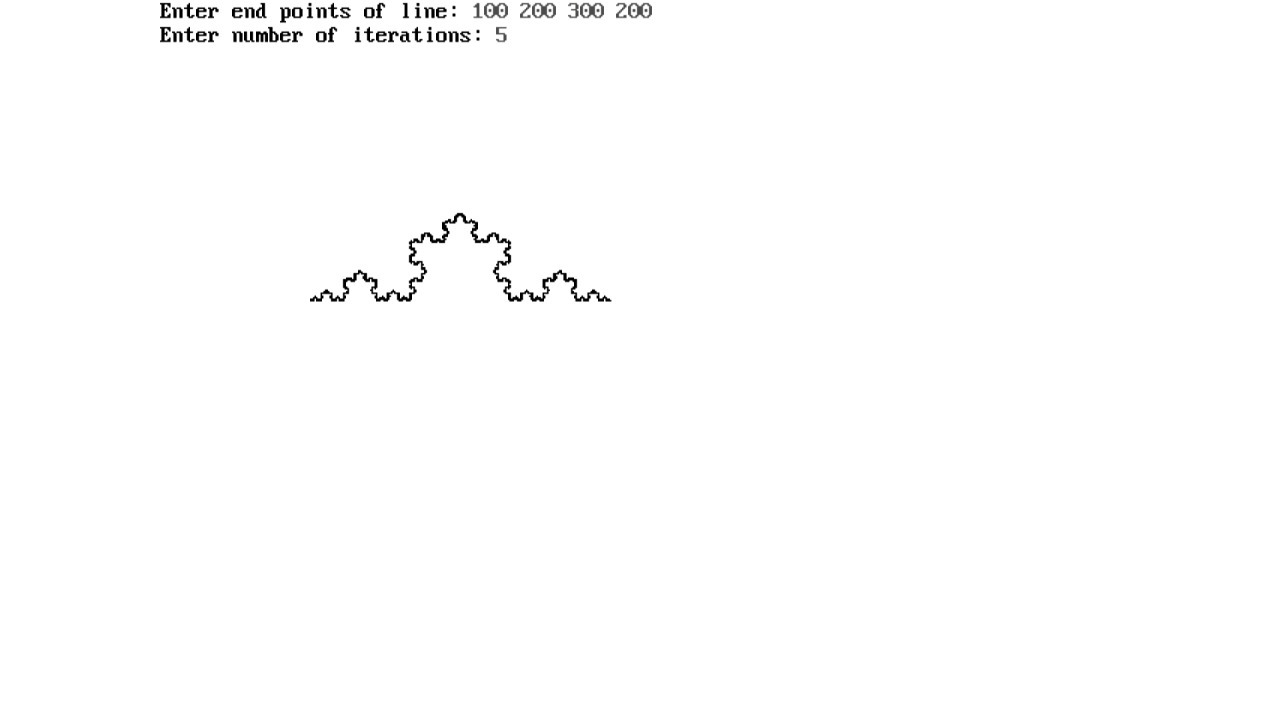 Enter end points of line: 100 200 300 200
Enter number of iterations: 5